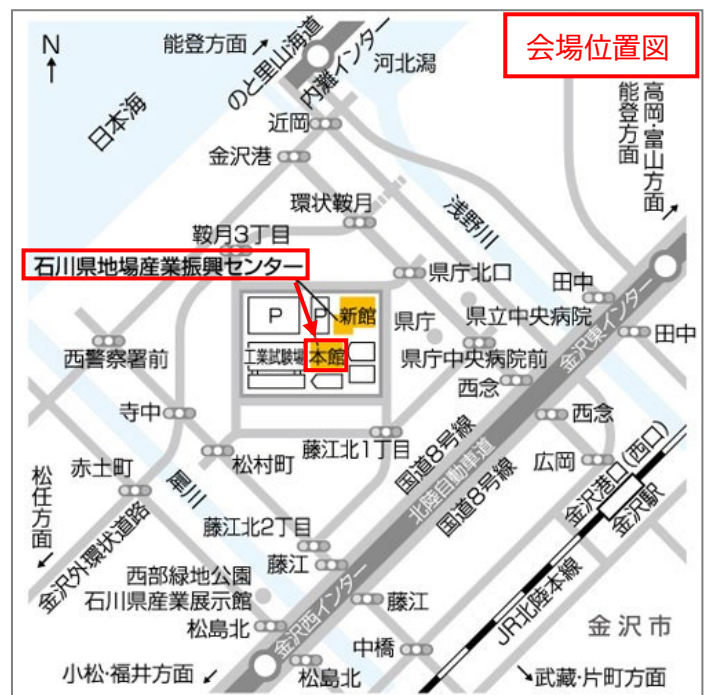 会場位置図
N
能登方面
のと里山海道
内灘インター
河北潟
日本海
近岡
金沢港
高岡・富山方面
能登方面
浅野川
環状鞍月
鞍月3丁目
石川県地場産業振興センター
県庁北口
田中
P
P
新館
県庁
県立中央病院
金沢東インター
田中
西警察署前
工業試験場
本館
県庁中央病院前
西念
寺中
西念
藤江北1丁目
国道8号線
北陸自動車道
国道8号線
広岡
金沢港口(西口)
金沢駅
松村町
赤土町
松任方面
犀川
金沢外環状道路
藤江北2丁目
藤江
西部緑地公園
石川県産業展示館
藤江
松島北
金沢西インター
中橋
JR北陸本線
金沢市
小松・福井方面
松島北
武蔵・片町方面